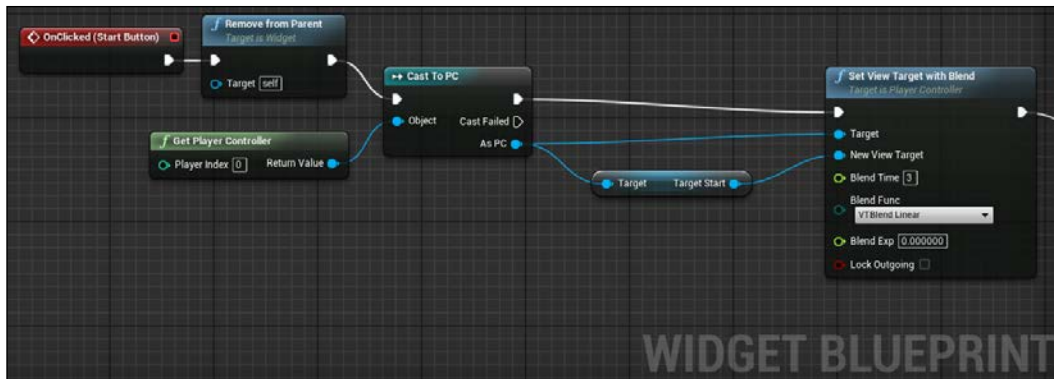 OnClicked (Start Button)
f Remove from Parent
Target is Widget
Target self
Cast To PC
Object Cast Failed
As PC
f Get Player Controller
Player Index 0 Return Value
Target Target Start
f Set View Target with Blend
Target is Player Controller
Target
New View Target
Blend Time 3
Blend Func
VTBlend Linear
Blend Exp 0.000000
Lock Outgoing
WIDGET BLUEPRINT